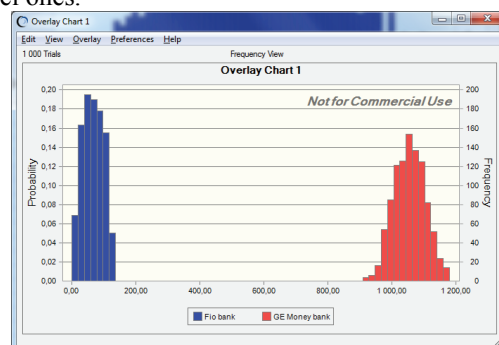 er ones.
Overlay Chart 1
Edit View Overlay Preferences Help
1 000 Trials Frequency View
Overlay Chart 1
Not for Commercial Use
Probability
Frequency
0,20
0,18
0,16
0,14
0,12
0,10
0,08
0,06
0,04
0,02
0,00
200
180
160
140
120
100
80
60
40
20
0
0,00 200,00 400,00 600,00 800,00 1 000,00 1 200,00
Fio bank GE Money bank